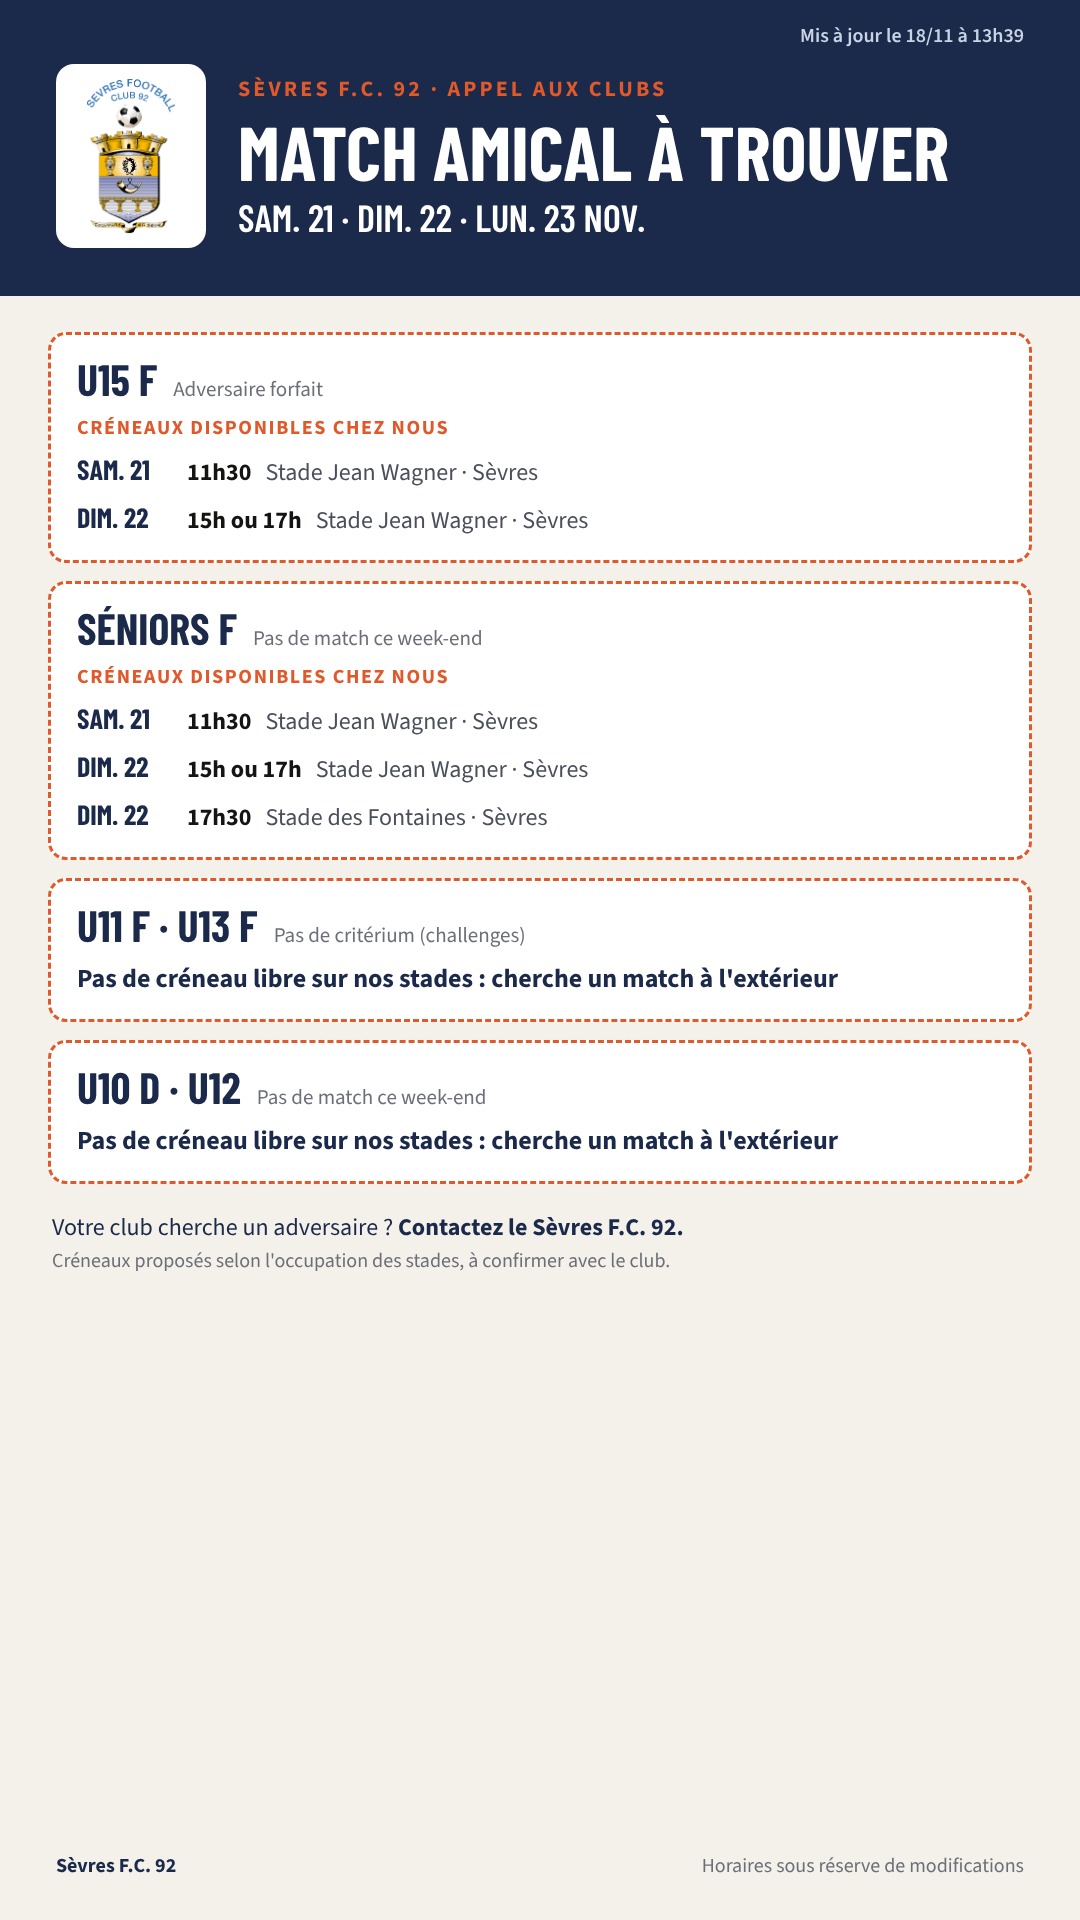 Mis à jour le 18/11 à 13h39
SEVRES FOOTBALL
CLUB 92
SÈVRES F.C. 92 · APPEL AUX CLUBS
MATCH AMICAL À TROUVER
SAM. 21 · DIM. 22 · LUN. 23 NOV.
U15 F Adversaire forfait
CRÉNEAUX DISPONIBLES CHEZ NOUS
SAM. 21 11h30 Stade Jean Wagner · Sèvres
DIM. 22 15h ou 17h Stade Jean Wagner · Sèvres
SÉNIORS F Pas de match ce week-end
CRÉNEAUX DISPONIBLES CHEZ NOUS
SAM. 21 11h30 Stade Jean Wagner · Sèvres
DIM. 22 15h ou 17h Stade Jean Wagner · Sèvres
DIM. 22 17h30 Stade des Fontaines · Sèvres
U11 F · U13 F Pas de critérium (challenges)
Pas de créneau libre sur nos stades : cherche un match à l'extérieur
U10 D · U12 Pas de match ce week-end
Pas de créneau libre sur nos stades : cherche un match à l'extérieur
Votre club cherche un adversaire ? Contactez le Sèvres F.C. 92.
Créneaux proposés selon l'occupation des stades, à confirmer avec le club.
Sèvres F.C. 92
Horaires sous réserve de modifications